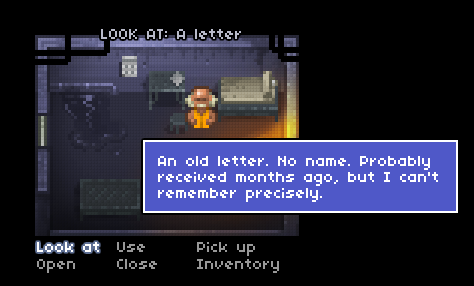 LOOK AT: A letter
An old letter. No name. Probably
received months ago, but I can't
remember precisely.
Look at Use Pick up
Open Close Inventory